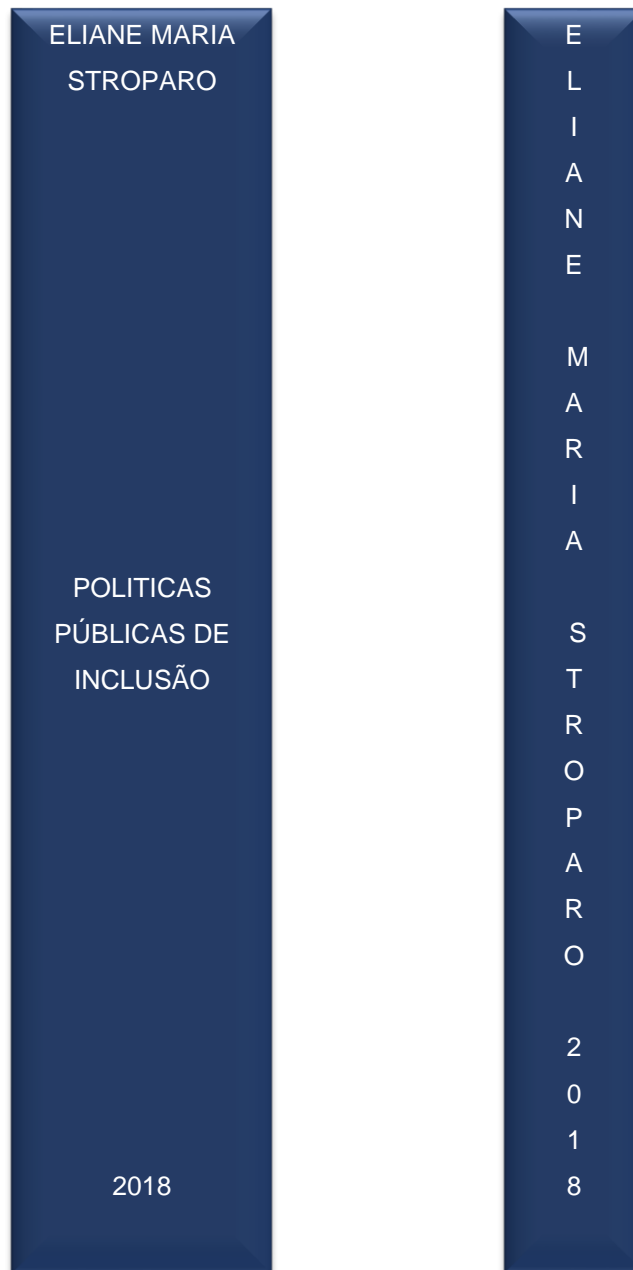 ELIANE MARIA
STROPARO
POLITICAS
PÚBLICAS DE
INCLUSÃO
2018
E
L
I
A
N
E
M
A
R
I
A
S
T
R
O
P
A
R
O
2
0
1
8